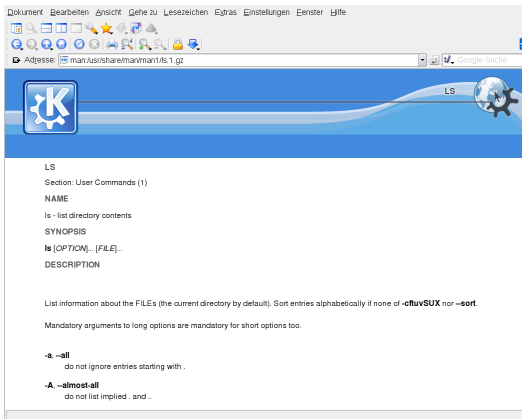 Dokument Bearbeiten Ansicht Gehe zu Lesezeichen Extras Einstellungen Fenster Hilfe
Adresse: man:/usr/share/man/man1/ls.1.gz Google-Suche
LS
LS
Section: User Commands (1)
NAME
ls - list directory contents
SYNOPSIS
ls [OPTION]... [FILE]...
DESCRIPTION
List information about the FILEs (the current directory by default). Sort entries alphabetically if none of -cftuvSUX nor --sort.
Mandatory arguments to long options are mandatory for short options too.
-a, --all
do not ignore entries starting with .
-A, --almost-all
do not list implied . and ..